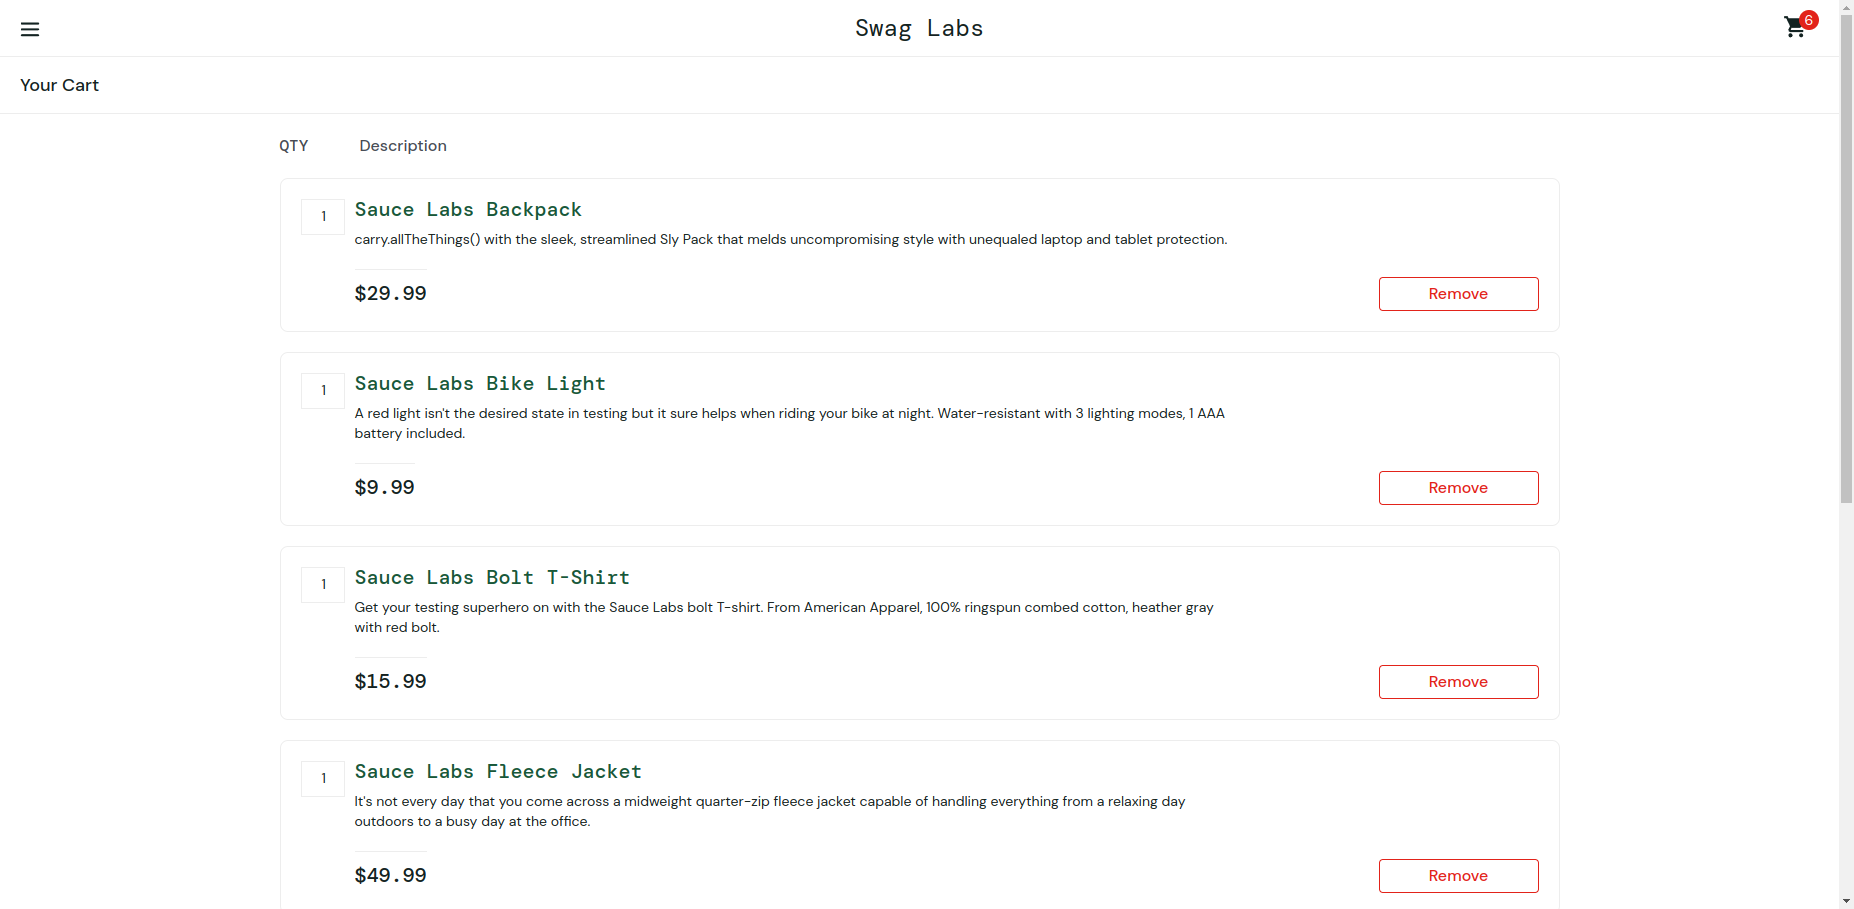 Swag Labs
6
Your Cart
QTY Description
1
Sauce Labs Backpack
carry.allTheThings() with the sleek, streamlined Sly Pack that melds uncompromising style with unequaled laptop and tablet protection.
$29.99
Remove
1
Sauce Labs Bike Light
A red light isn't the desired state in testing but it sure helps when riding your bike at night. Water-resistant with 3 lighting modes, 1 AAA
battery included.
$9.99
Remove
1
Sauce Labs Bolt T-Shirt
Get your testing superhero on with the Sauce Labs bolt T-shirt. From American Apparel, 100% ringspun combed cotton, heather gray
with red bolt.
$15.99
Remove
1
Sauce Labs Fleece Jacket
It's not every day that you come across a midweight quarter-zip fleece jacket capable of handling everything from a relaxing day
outdoors to a busy day at the office.
$49.99
Remove